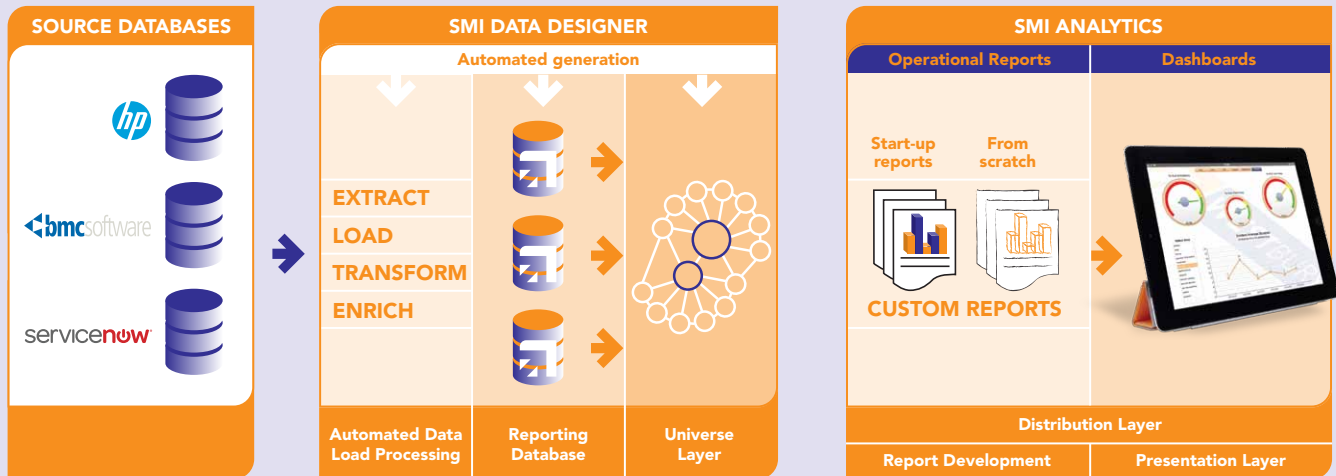 SOURCE DATABASES
hp
bmcsoftware
servicenow
SMI DATA DESIGNER
Automated generation
EXTRACT
LOAD
TRANSFORM
ENRICH
Automated Data
Load Processing
Reporting
Database
Universe
Layer
SMI ANALYTICS
Operational Reports
Dashboards
Start-up
reports
From
scratch
CUSTOM REPORTS
Distribution Layer
Report Development
Presentation Layer